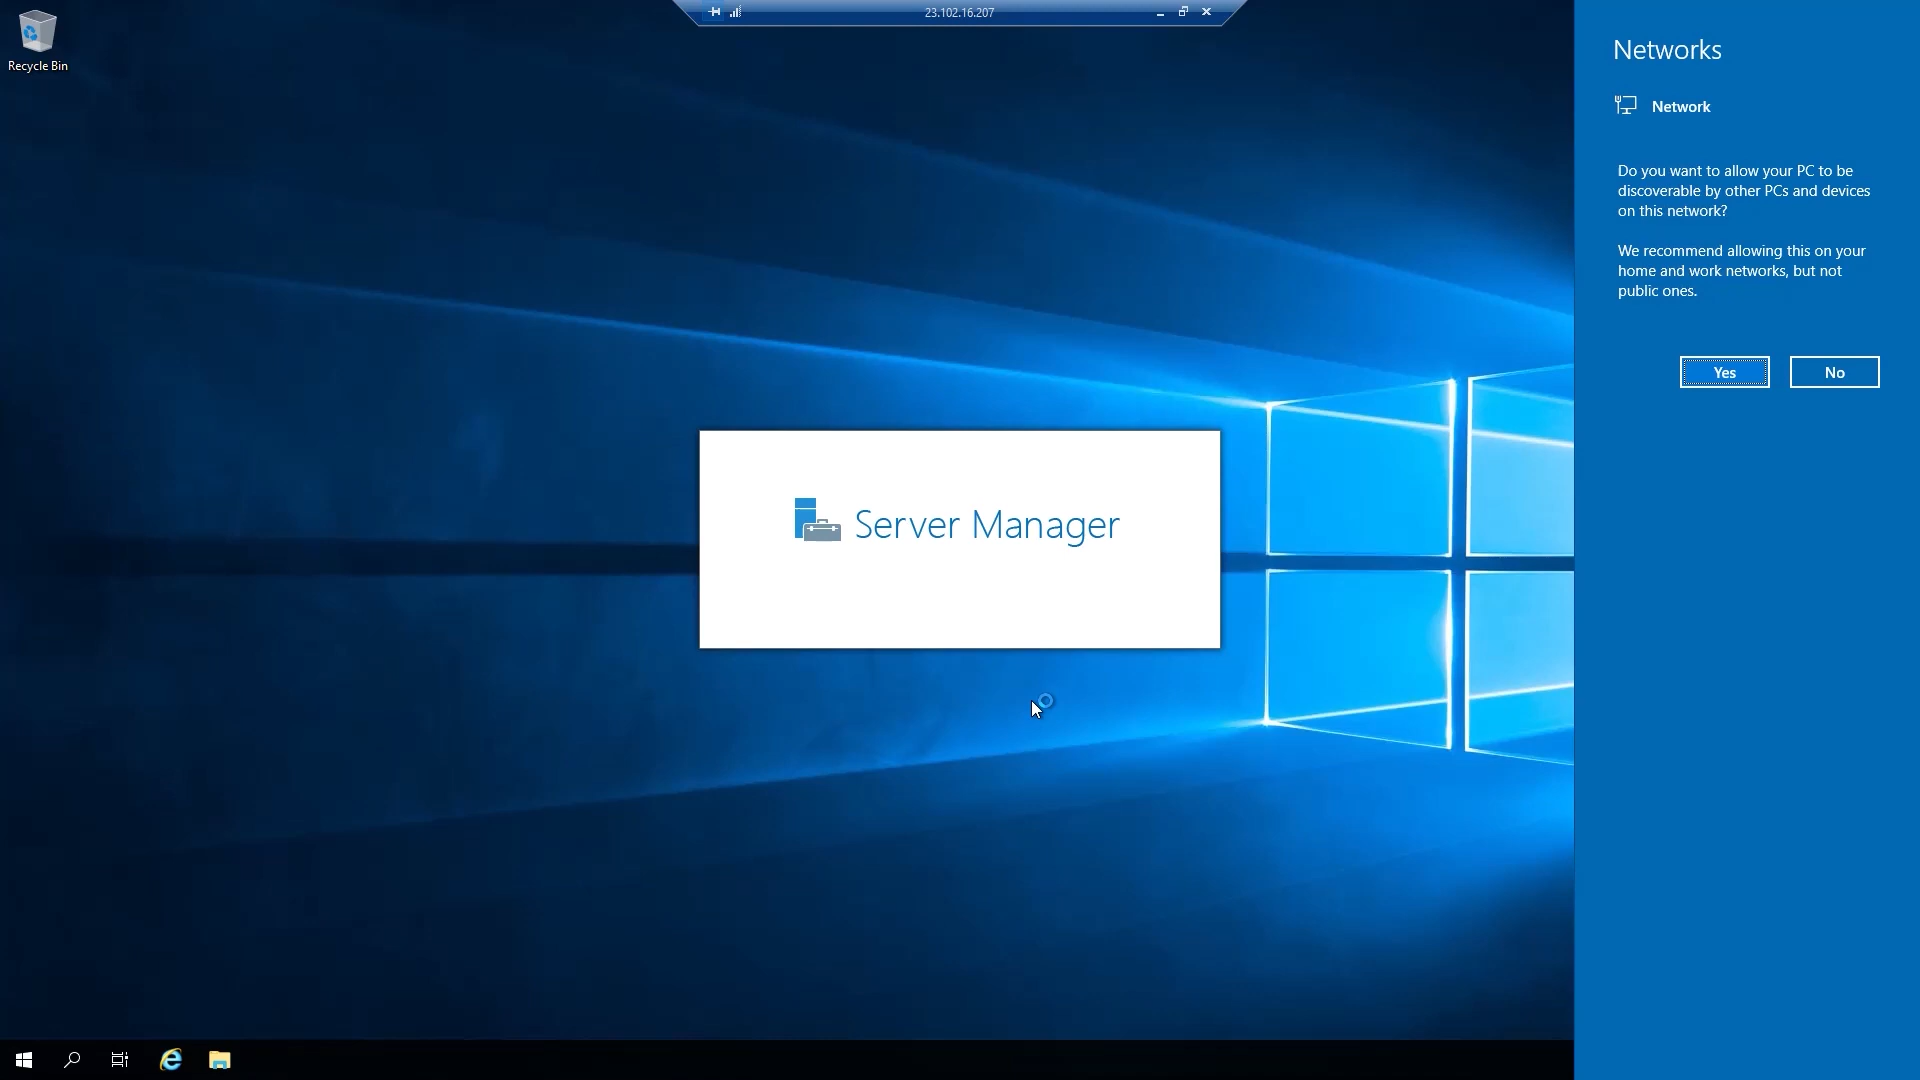 23.102.16.207
Recycle Bin
Networks
Network
Do you want to allow your PC to be
discoverable by other PCs and devices
on this network?
We recommend allowing this on your
home and work networks, but not
public ones.
Yes
No
Server Manager